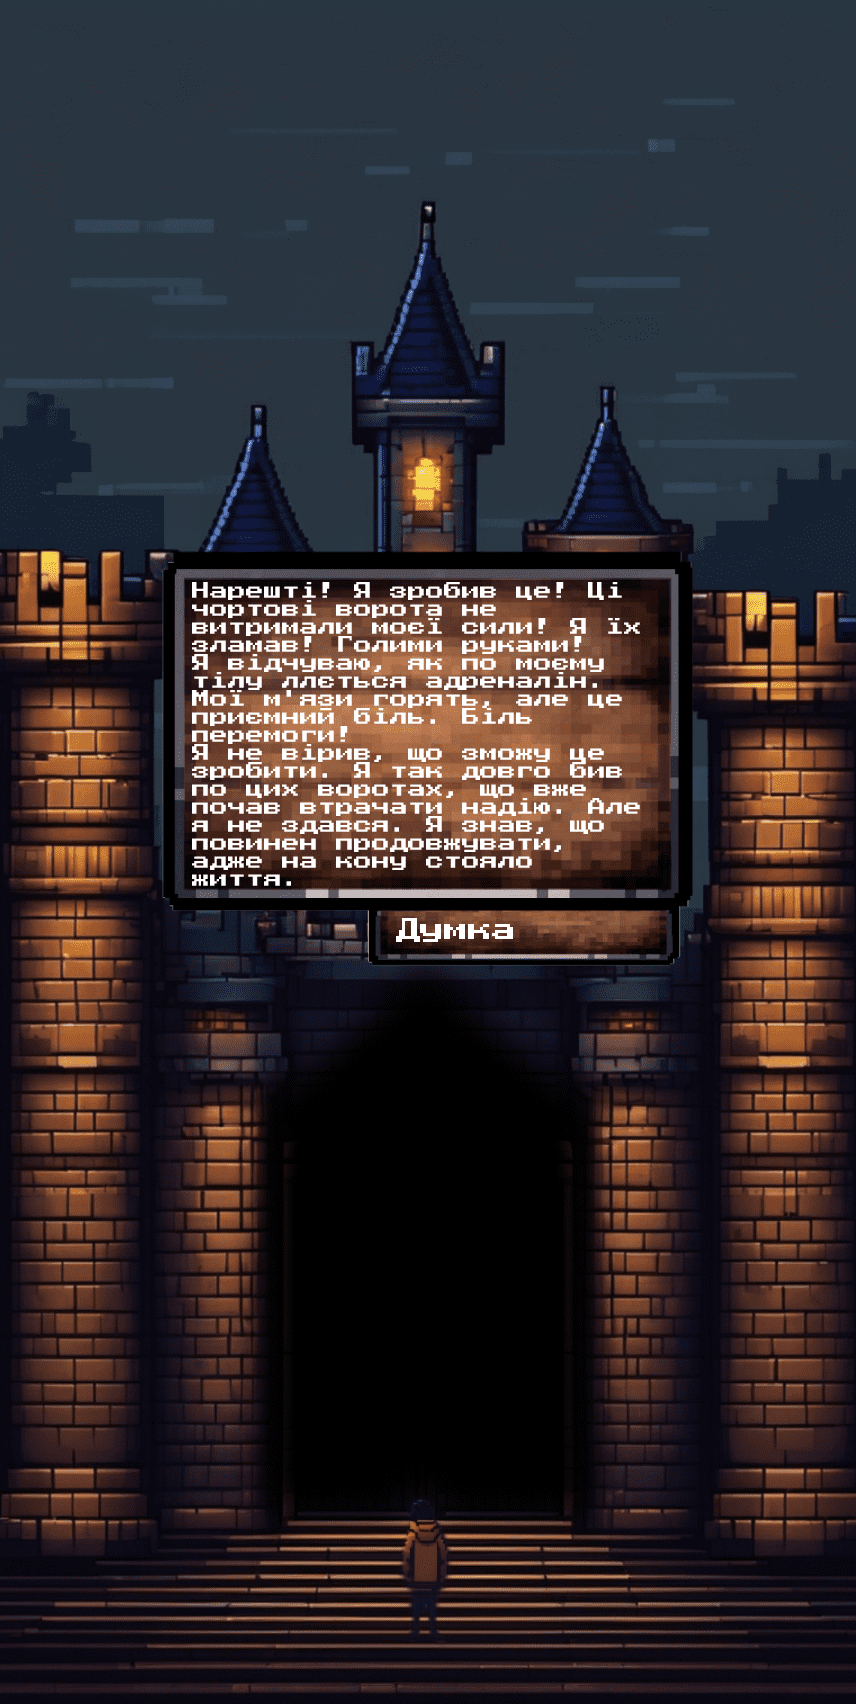 Нарешті! Я зробив це! Ці
чортові ворота не
витримали моєї сили! Я їх
зламав! Голими руками!
Я відчуваю, як по моєму
тілу ллється адреналін.
Мої м'язи горять, але це
приємний біль. Біль
перемоги!
Я не вірив, що зможу це
зробити. Я так довго бив
по цих воротах, що вже
почав втрачати надію. Але
я не здався. Я знав, що
повинен продовжувати,
адже на кону стояло
життя.
Думка